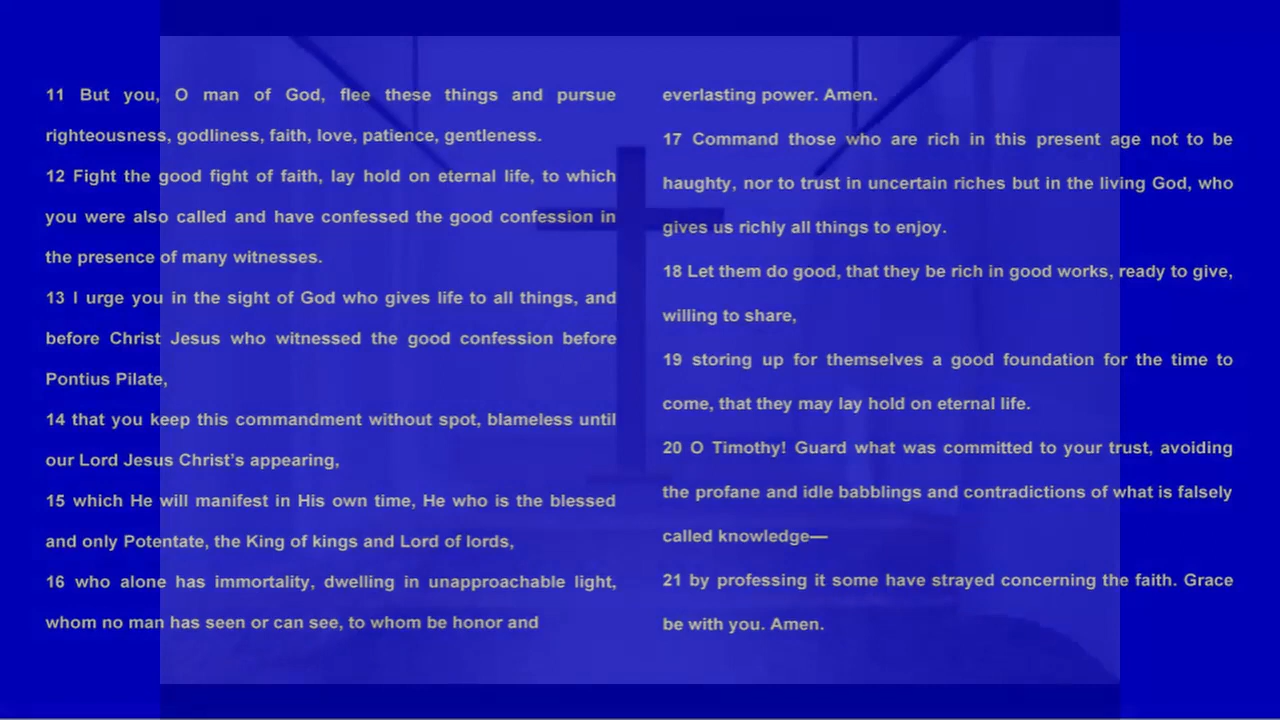 11 But you, O man of God, flee these things and pursue
righteousness, godliness, faith, love, patience, gentleness.
12 Fight the good fight of faith, lay hold on eternal life, to which
you were also called and have confessed the good confession in
the presence of many witnesses.
13 I urge you in the sight of God who gives life to all things, and
before Christ Jesus who witnessed the good confession before
Pontius Pilate,
14 that you keep this commandment without spot, blameless until
our Lord Jesus Christ’s appearing,
15 which He will manifest in His own time, He who is the blessed
and only Potentate, the King of kings and Lord of lords,
16 who alone has immortality, dwelling in unapproachable light,
whom no man has seen or can see, to whom be honor and
everlasting power. Amen.
17 Command those who are rich in this present age not to be
haughty, nor to trust in uncertain riches but in the living God, who
gives us richly all things to enjoy.
18 Let them do good, that they be rich in good works, ready to give,
willing to share,
19 storing up for themselves a good foundation for the time to
come, that they may lay hold on eternal life.
20 O Timothy! Guard what was committed to your trust, avoiding
the profane and idle babblings and contradictions of what is falsely
called knowledge—
21 by professing it some have strayed concerning the faith. Grace
be with you. Amen.